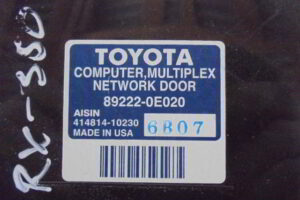 RX-350
TOYOTA
COMPUTER,MULTIPLEX
NETWORK DOOR
89222-0E020
AISIN
414814-10230
MADE IN USA
6807